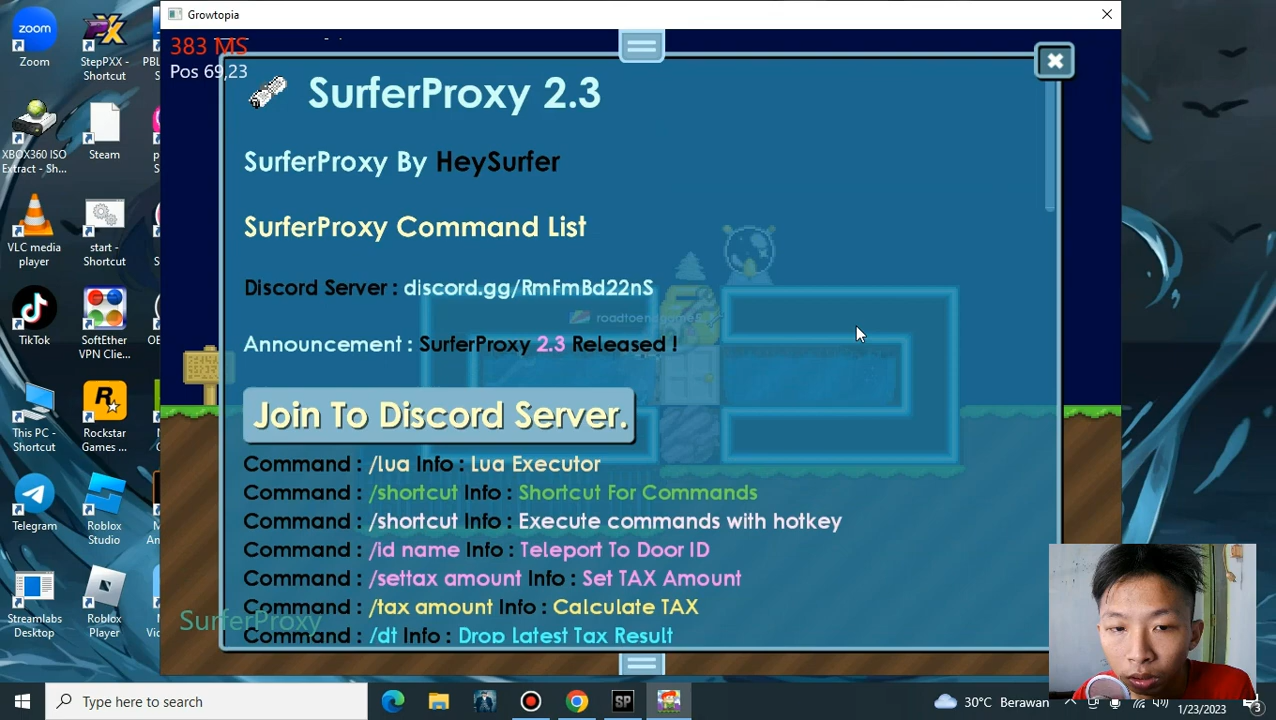 Growtopia
383 MS
Pos 69,23
SurferProxy 2.3
SurferProxy By HeySurfer
SurferProxy Command List
Discord Server : discord.gg/RmFmBd22nS
roadtoendgameS
Announcement : SurferProxy 2.3 Released !
Join To Discord Server.
Command : /lua Info : Lua Executor
Command : /shortcut Info : Shortcut For Commands
Command : /shortcut Info : Execute commands with hotkey
Command : /id name Info : Teleport To Door ID
Command : /settax amount Info : Set TAX Amount
Command : /tax amount Info : Calculate TAX
Command : /dt Info : Drop Latest Tax Result
SurferProxy
zoom
Zoom
StepPXX - Shortcut
XBOX360 ISO Extract - Sh...
Steam
VLC media player
start - Shortcut
TikTok
SoftEther VPN Clie...
This PC - Shortcut
Rockstar Games ...
Telegram
Roblox Studio
Streamlabs Desktop
Roblox Player
Type here to search
SP
30°C Berawan
1/23/2023
3